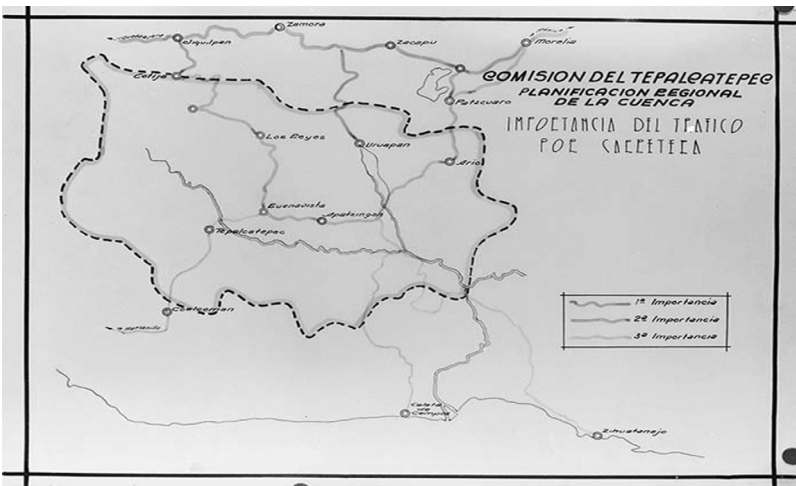 Zamora
Jiquilpan
Zacapu
Morelia
COMISION DEL TEPALCATEPEC
PLANIFICACION REGIONAL
DE LA CUENCA
IMPORTANCIA DEL TRAFICO
POR CARRETERA
Cotija
Patzcuaro
Los Reyes
Uruapan
Ario
Buenavista
Apatzingan
Tepalcatepec
1ª Importancia
2ª Importancia
3ª Importancia
Coalcoman
Caleta
de
Campos
Zihuatanejo